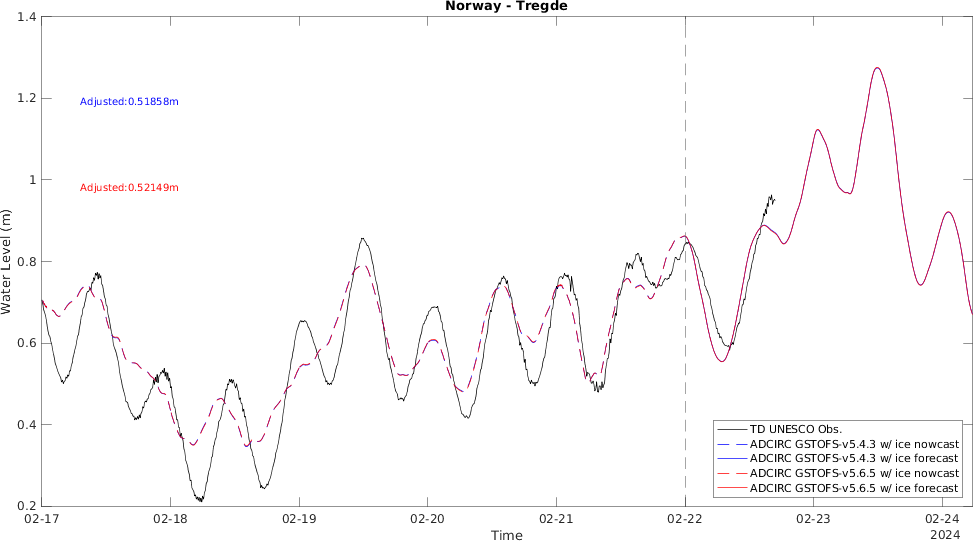 Norway - Tregde
1.4
1.2
1
0.8
0.6
0.4
0.2
Water Level (m)
Adjusted:0.51858m
Adjusted:0.52149m
TD UNESCO Obs.
ADCIRC GSTOFS-v5.4.3 w/ ice nowcast
ADCIRC GSTOFS-v5.4.3 w/ ice forecast
ADCIRC GSTOFS-v5.6.5 w/ ice nowcast
ADCIRC GSTOFS-v5.6.5 w/ ice forecast
02-17 02-18 02-19 02-20 02-21 02-22 02-23 02-24
Time
2024